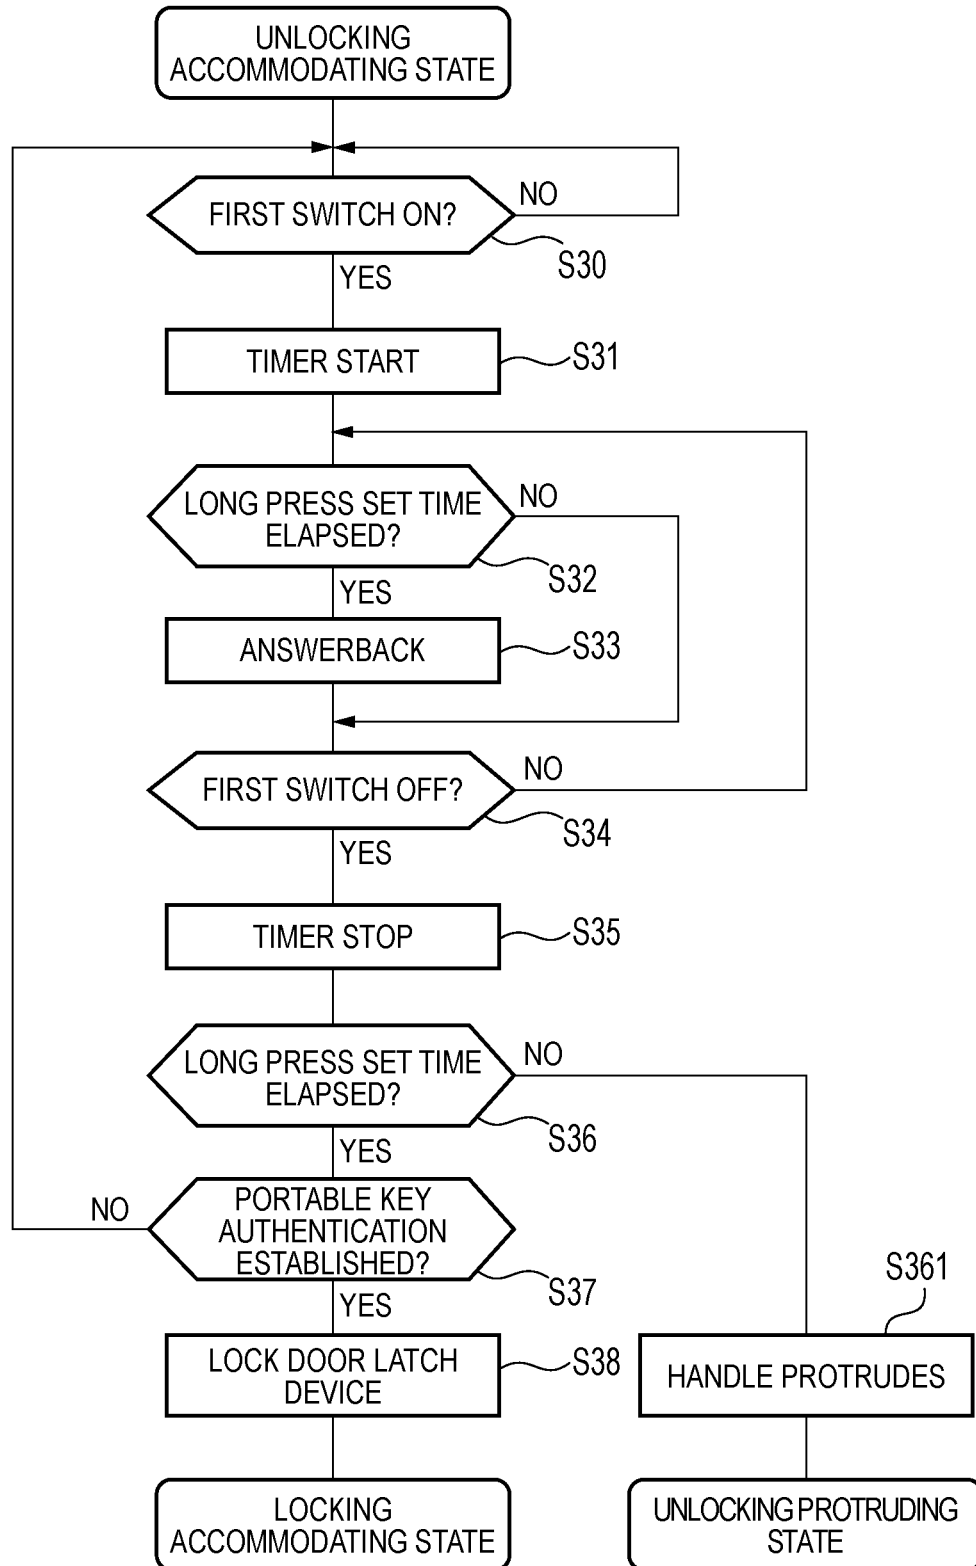 UNLOCKING
ACCOMMODATING STATE
FIRST SWITCH ON?
NO
S30
YES
TIMER START
S31
LONG PRESS SET TIME
ELAPSED?
NO
S32
YES
ANSWERBACK
S33
FIRST SWITCH OFF?
NO
S34
YES
TIMER STOP
S35
LONG PRESS SET TIME
ELAPSED?
NO
S36
YES
NO
PORTABLE KEY
AUTHENTICATION
ESTABLISHED?
S37
YES
S361
LOCK DOOR LATCH
DEVICE
S38
HANDLE PROTRUDES
LOCKING
ACCOMMODATING STATE
UNLOCKING PROTRUDING
STATE